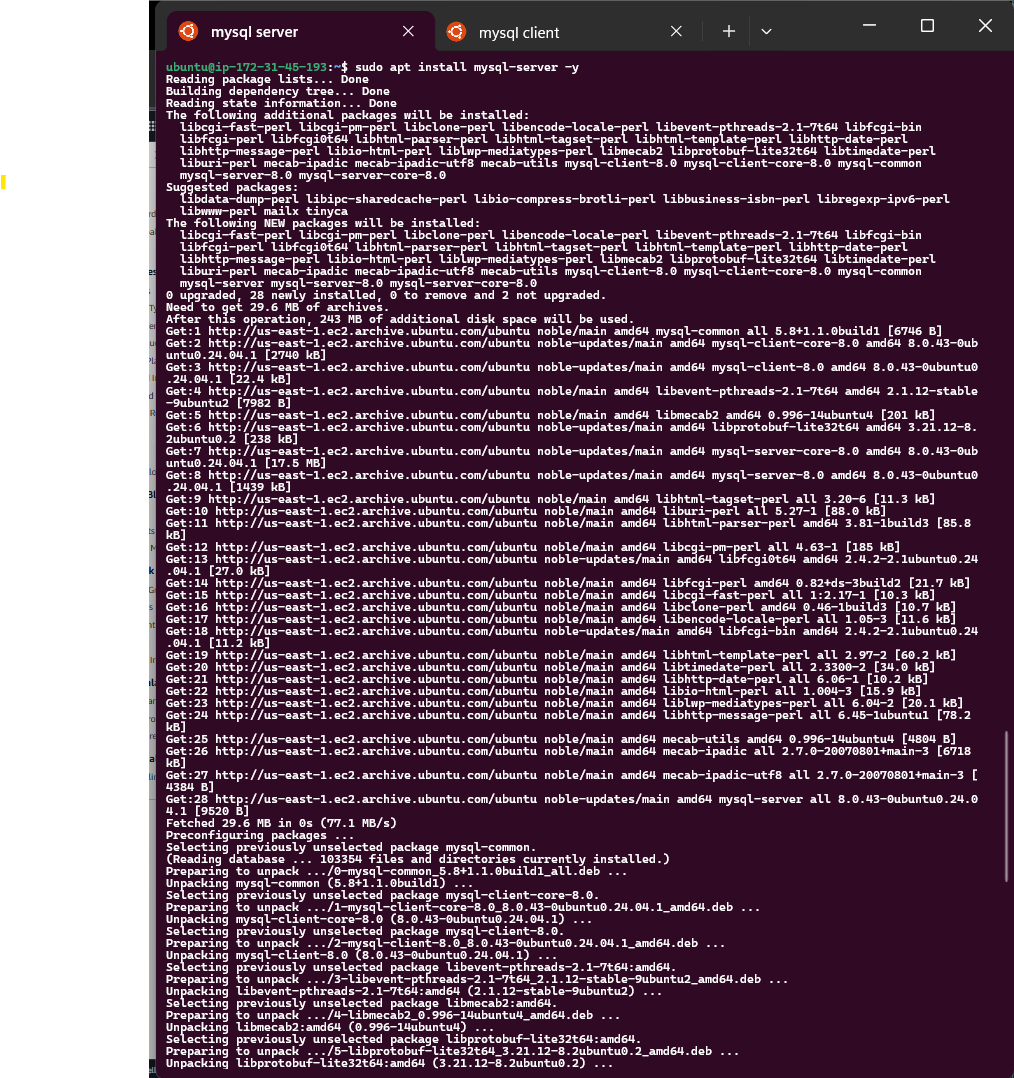 mysql server
mysql client
ubuntu@ip-172-31-45-193:~$ sudo apt install mysql-server -y
Reading package lists... Done
Building dependency tree... Done
Reading state information... Done
The following additional packages will be installed:
libcgi-fast-perl libcgi-pm-perl libclone-perl libencode-locale-perl libevent-pthreads-2.1-7t64 libfcgi-bin
libfcgi-perl libfcgi0t64 libhtml-parser-perl libhtml-tagset-perl libhtml-template-perl libhttp-date-perl
libhttp-message-perl libio-html-perl liblwp-mediatypes-perl libmecab2 libprotobuf-lite32t64 libtimedate-perl
liburi-perl mecab-ipadic mecab-ipadic-utf8 mecab-utils mysql-client-8.0 mysql-client-core-8.0 mysql-common
mysql-server-8.0 mysql-server-core-8.0
Suggested packages:
libdata-dump-perl libipc-sharedcache-perl libio-compress-brotli-perl libbusiness-isbn-perl libregexp-ipv6-perl
libwww-perl mailx tinyca
The following NEW packages will be installed:
libcgi-fast-perl libcgi-pm-perl libclone-perl libencode-locale-perl libevent-pthreads-2.1-7t64 libfcgi-bin
libfcgi-perl libfcgi0t64 libhtml-parser-perl libhtml-tagset-perl libhtml-template-perl libhttp-date-perl
libhttp-message-perl libio-html-perl liblwp-mediatypes-perl libmecab2 libprotobuf-lite32t64 libtimedate-perl
liburi-perl mecab-ipadic mecab-ipadic-utf8 mecab-utils mysql-client-8.0 mysql-client-core-8.0 mysql-common
mysql-server mysql-server-8.0 mysql-server-core-8.0
0 upgraded, 28 newly installed, 0 to remove and 2 not upgraded.
Need to get 29.6 MB of archives.
After this operation, 243 MB of additional disk space will be used.
Get:1 http://us-east-1.ec2.archive.ubuntu.com/ubuntu noble/main amd64 mysql-common all 5.8+1.1.0build1 [6746 B]
Get:2 http://us-east-1.ec2.archive.ubuntu.com/ubuntu noble-updates/main amd64 mysql-client-core-8.0 amd64 8.0.43-0ub
untu0.24.04.1 [2740 kB]
Get:3 http://us-east-1.ec2.archive.ubuntu.com/ubuntu noble-updates/main amd64 mysql-client-8.0 amd64 8.0.43-0ubuntu0
.24.04.1 [22.4 kB]
Get:4 http://us-east-1.ec2.archive.ubuntu.com/ubuntu noble/main amd64 libevent-pthreads-2.1-7t64 amd64 2.1.12-stable
-9ubuntu2 [7982 B]
Get:5 http://us-east-1.ec2.archive.ubuntu.com/ubuntu noble/main amd64 libmecab2 amd64 0.996-14ubuntu4 [201 kB]
Get:6 http://us-east-1.ec2.archive.ubuntu.com/ubuntu noble-updates/main amd64 libprotobuf-lite32t64 amd64 3.21.12-8.
2ubuntu0.2 [238 kB]
Get:7 http://us-east-1.ec2.archive.ubuntu.com/ubuntu noble-updates/main amd64 mysql-server-core-8.0 amd64 8.0.43-0ub
untu0.24.04.1 [17.5 MB]
Get:8 http://us-east-1.ec2.archive.ubuntu.com/ubuntu noble-updates/main amd64 mysql-server-8.0 amd64 8.0.43-0ubuntu0
.24.04.1 [1439 kB]
Get:9 http://us-east-1.ec2.archive.ubuntu.com/ubuntu noble/main amd64 libhtml-tagset-perl all 3.20-6 [11.3 kB]
Get:10 http://us-east-1.ec2.archive.ubuntu.com/ubuntu noble/main amd64 liburi-perl all 5.27-1 [88.0 kB]
Get:11 http://us-east-1.ec2.archive.ubuntu.com/ubuntu noble/main amd64 libhtml-parser-perl amd64 3.81-1build3 [85.8
kB]
Get:12 http://us-east-1.ec2.archive.ubuntu.com/ubuntu noble/main amd64 libcgi-pm-perl all 4.63-1 [185 kB]
Get:13 http://us-east-1.ec2.archive.ubuntu.com/ubuntu noble-updates/main amd64 libfcgi0t64 amd64 2.4.2-2.1ubuntu0.24
.04.1 [27.0 kB]
Get:14 http://us-east-1.ec2.archive.ubuntu.com/ubuntu noble/main amd64 libfcgi-perl amd64 0.82+ds-3build2 [21.7 kB]
Get:15 http://us-east-1.ec2.archive.ubuntu.com/ubuntu noble/main amd64 libcgi-fast-perl all 1:2.17-1 [10.3 kB]
Get:16 http://us-east-1.ec2.archive.ubuntu.com/ubuntu noble/main amd64 libclone-perl amd64 0.46-1build3 [10.7 kB]
Get:17 http://us-east-1.ec2.archive.ubuntu.com/ubuntu noble/main amd64 libencode-locale-perl all 1.05-3 [11.6 kB]
Get:18 http://us-east-1.ec2.archive.ubuntu.com/ubuntu noble-updates/main amd64 libfcgi-bin amd64 2.4.2-2.1ubuntu0.24
.04.1 [11.2 kB]
Get:19 http://us-east-1.ec2.archive.ubuntu.com/ubuntu noble/main amd64 libhtml-template-perl all 2.97-2 [60.2 kB]
Get:20 http://us-east-1.ec2.archive.ubuntu.com/ubuntu noble/main amd64 libtimedate-perl all 2.3300-2 [34.0 kB]
Get:21 http://us-east-1.ec2.archive.ubuntu.com/ubuntu noble/main amd64 libhttp-date-perl all 6.06-1 [10.2 kB]
Get:22 http://us-east-1.ec2.archive.ubuntu.com/ubuntu noble/main amd64 libio-html-perl all 1.004-3 [15.9 kB]
Get:23 http://us-east-1.ec2.archive.ubuntu.com/ubuntu noble/main amd64 liblwp-mediatypes-perl all 6.04-2 [20.1 kB]
Get:24 http://us-east-1.ec2.archive.ubuntu.com/ubuntu noble/main amd64 libhttp-message-perl all 6.45-1ubuntu1 [78.2
kB]
Get:25 http://us-east-1.ec2.archive.ubuntu.com/ubuntu noble/main amd64 mecab-utils amd64 0.996-14ubuntu4 [4804 B]
Get:26 http://us-east-1.ec2.archive.ubuntu.com/ubuntu noble/main amd64 mecab-ipadic all 2.7.0-20070801+main-3 [6718
kB]
Get:27 http://us-east-1.ec2.archive.ubuntu.com/ubuntu noble/main amd64 mecab-ipadic-utf8 all 2.7.0-20070801+main-3 [
4384 B]
Get:28 http://us-east-1.ec2.archive.ubuntu.com/ubuntu noble-updates/main amd64 mysql-server all 8.0.43-0ubuntu0.24.0
4.1 [9520 B]
Fetched 29.6 MB in 0s (77.1 MB/s)
Preconfiguring packages ...
Selecting previously unselected package mysql-common.
(Reading database ... 103354 files and directories currently installed.)
Preparing to unpack .../0-mysql-common_5.8+1.1.0build1_all.deb ...
Unpacking mysql-common (5.8+1.1.0build1) ...
Selecting previously unselected package mysql-client-core-8.0.
Preparing to unpack .../1-mysql-client-core-8.0_8.0.43-0ubuntu0.24.04.1_amd64.deb ...
Unpacking mysql-client-core-8.0 (8.0.43-0ubuntu0.24.04.1) ...
Selecting previously unselected package mysql-client-8.0.
Preparing to unpack .../2-mysql-client-8.0_8.0.43-0ubuntu0.24.04.1_amd64.deb ...
Unpacking mysql-client-8.0 (8.0.43-0ubuntu0.24.04.1) ...
Selecting previously unselected package libevent-pthreads-2.1-7t64:amd64.
Preparing to unpack .../3-libevent-pthreads-2.1-7t64_2.1.12-stable-9ubuntu2_amd64.deb ...
Unpacking libevent-pthreads-2.1-7t64:amd64 (2.1.12-stable-9ubuntu2) ...
Selecting previously unselected package libmecab2:amd64.
Preparing to unpack .../4-libmecab2_0.996-14ubuntu4_amd64.deb ...
Unpacking libmecab2:amd64 (0.996-14ubuntu4) ...
Selecting previously unselected package libprotobuf-lite32t64:amd64.
Preparing to unpack .../5-libprotobuf-lite32t64_3.21.12-8.2ubuntu0.2_amd64.deb ...
Unpacking libprotobuf-lite32t64:amd64 (3.21.12-8.2ubuntu0.2) ...